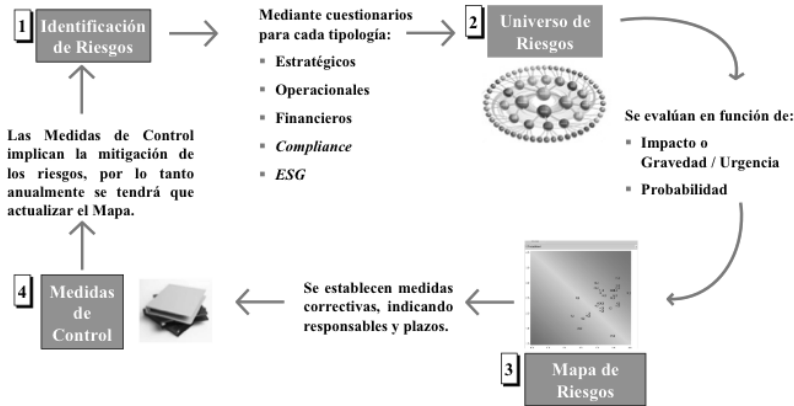 1
Identificación
de Riesgos
Mediante cuestionarios
para cada tipología:
▪ Estratégicos
▪ Operacionales
▪ Financieros
▪ Compliance
▪ ESG
2
Universo de
Riesgos
Se evalúan en función de:
▪ Impacto o
Gravedad / Urgencia
▪ Probabilidad
3
Mapa de
Riesgos
Se establecen medidas
correctivas, indicando
responsables y plazos.
4
Medidas
de
Control
Las Medidas de Control
implican la mitigación de
los riesgos, por lo tanto
anualmente se tendrá que
actualizar el Mapa.